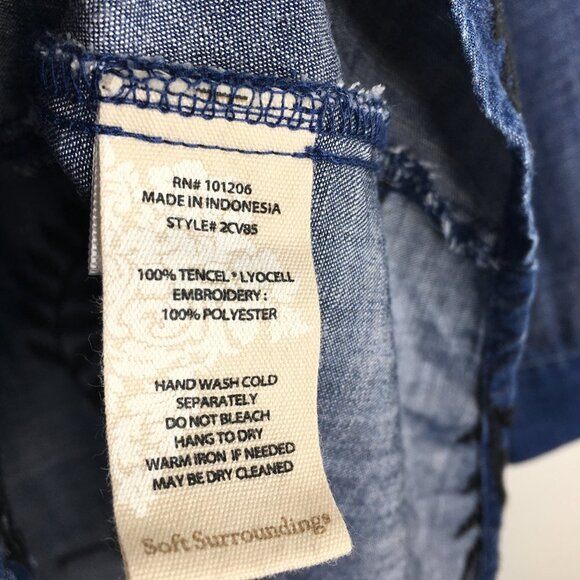 RN# 101206
MADE IN INDONESIA
STYLE# 2CV85
100% TENCEL® LYOCELL
EMBROIDERY:
100% POLYESTER
HAND WASH COLD
SEPARATELY
DO NOT BLEACH
HANG TO DRY
WARM IRON IF NEEDED
MAY BE DRY CLEANED
Soft Surroundings